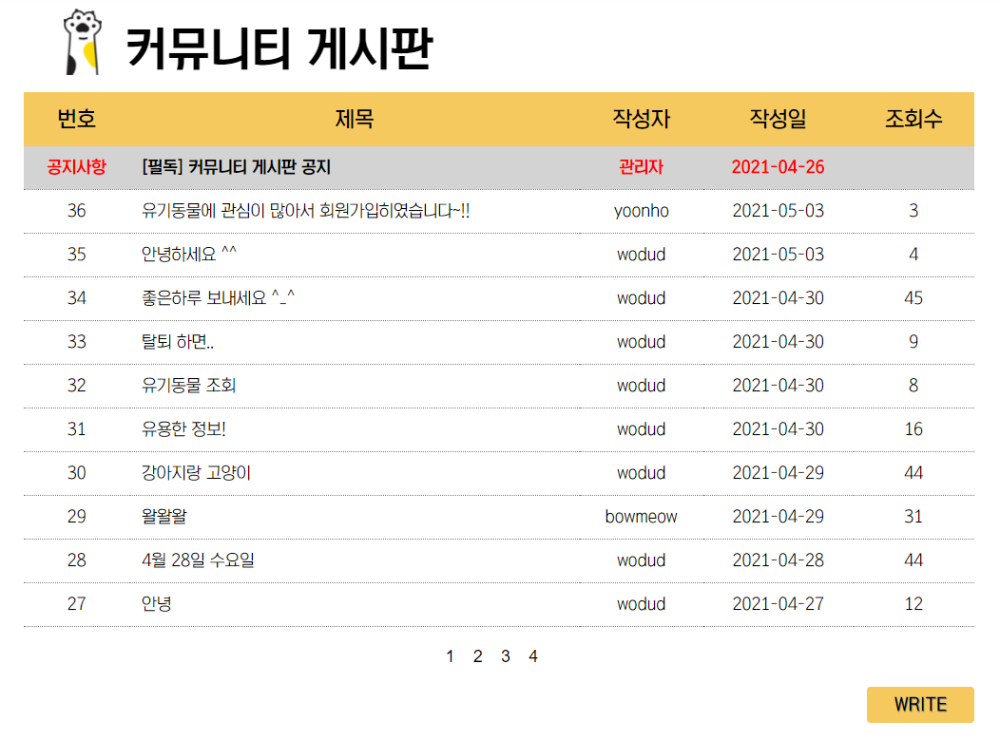 커뮤니티 게시판
번호 제목 작성자 작성일 조회수
공지사항 [필독] 커뮤니티 게시판 공지 관리자 2021-04-26
36 유기동물에 관심이 많아서 회원가입히였습니다~!! yoonho 2021-05-03 3
35 안녕하세요 ^^ wodud 2021-05-03 4
34 좋은하루 보내세요 ^_^ wodud 2021-04-30 45
33 탈퇴 하면.. wodud 2021-04-30 9
32 유기동물 조회 wodud 2021-04-30 8
31 유용한 정보! wodud 2021-04-30 16
30 강아지랑 고양이 wodud 2021-04-29 44
29 왈왈왈 bowmeow 2021-04-29 31
28 4월 28일 수요일 wodud 2021-04-28 44
27 안녕 wodud 2021-04-27 12
1 2 3 4
WRITE